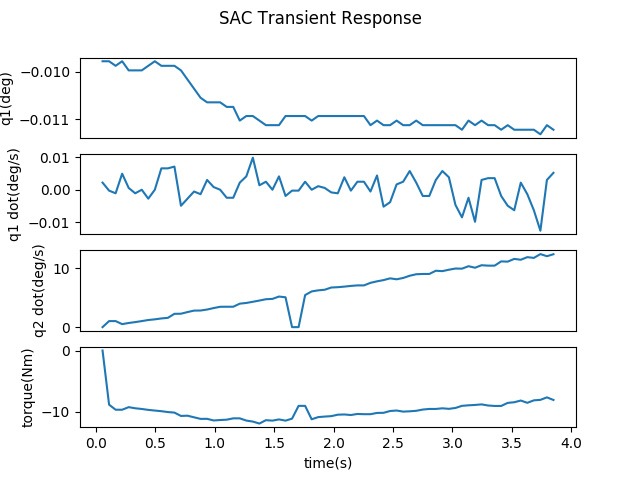 SAC Transient Response
−0.010
−0.011
q1(deg)
0.01
0.00
−0.01
q1 dot(deg/s)
10
0
q2 dot(deg/s)
0
−10
torque(Nm)
0.0 0.5 1.0 1.5 2.0 2.5 3.0 3.5 4.0
time(s)